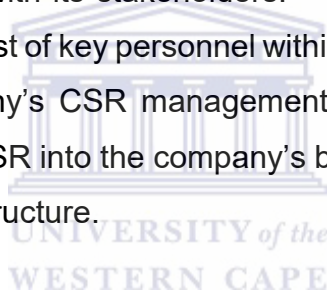 with its stakeholders.
st of key personnel within
ny's CSR management
SR into the company's b
ructure.
UNIVERSITY of the
WESTERN CAPE